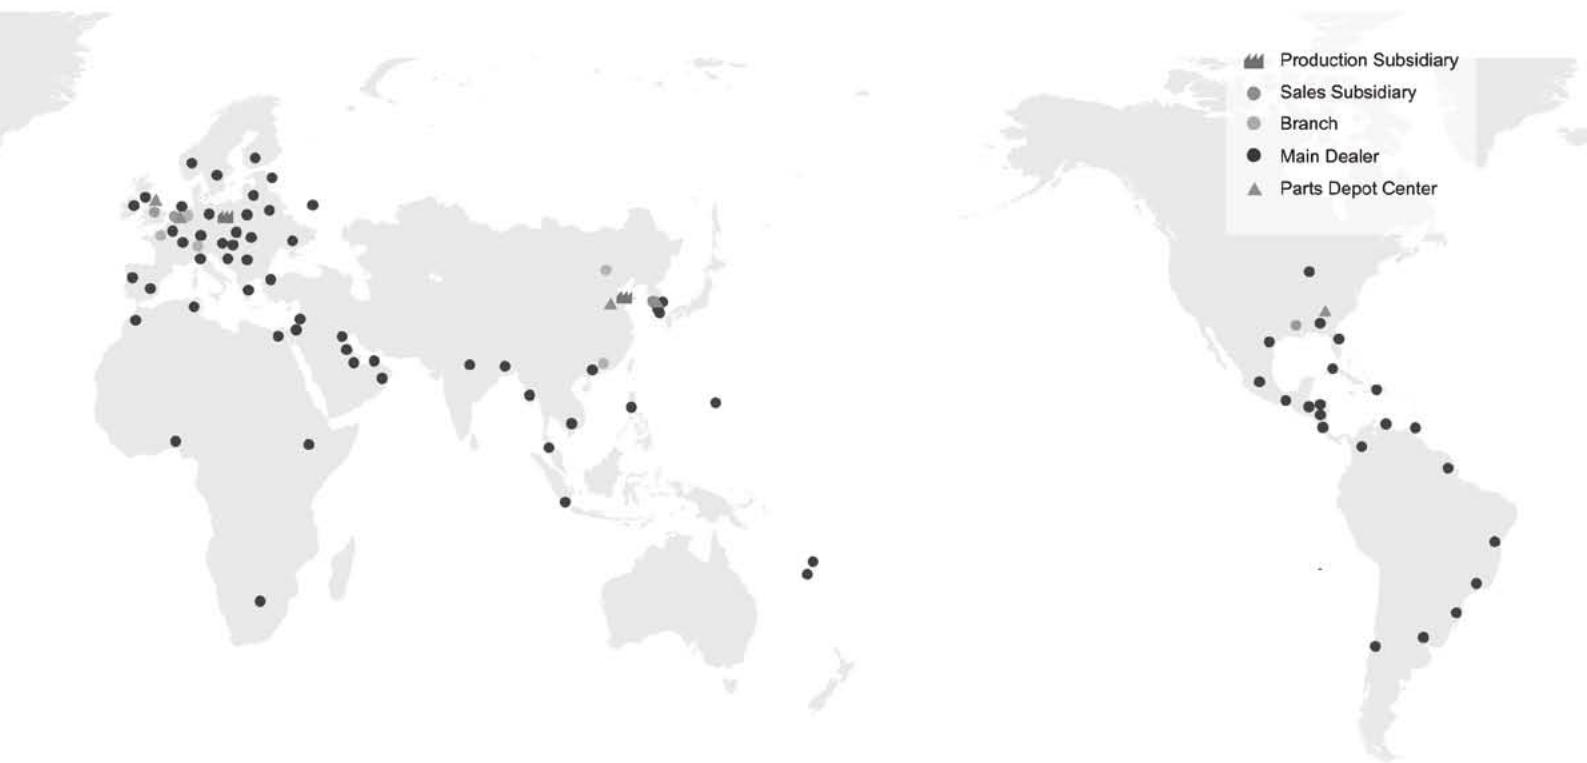 Production Subsidiary
Sales Subsidiary
Branch
Main Dealer
Parts Depot Center